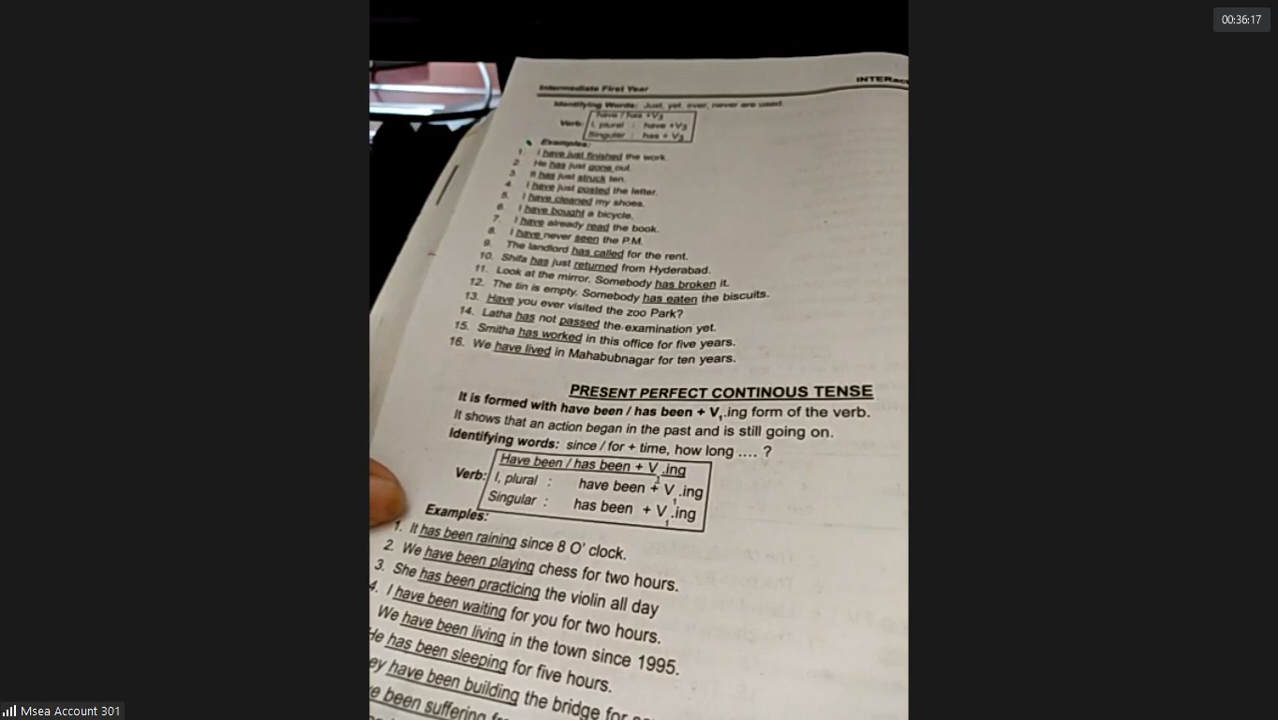 00:36:17
Intermediate First Year
INTERac
Identifying Words: Just, yet, ever, never are used.
have / has +V3
Verb: I, plural : have +V3
Singular : has + V3
Examples:
1. I have just finished the work.
2. He has just gone out.
3. It has just struck ten.
4. I have just posted the letter.
5. I have cleaned my shoes.
6. I have bought a bicycle.
7. I have already read the book.
8. I have never seen the P.M.
9. The landlord has called for the rent.
10. Shifa has just returned from Hyderabad.
11. Look at the mirror. Somebody has broken it.
12. The tin is empty. Somebody has eaten the biscuits.
13. Have you ever visited the zoo Park?
14. Latha has not passed the examination yet.
15. Smitha has worked in this office for five years.
16. We have lived in Mahabubnagar for ten years.
PRESENT PERFECT CONTINOUS TENSE
It is formed with have been / has been + V1.ing form of the verb.
It shows that an action began in the past and is still going on.
Identifying words: since / for + time, how long .... ?
Have been / has been + V1.ing
Verb: I, plural : have been + V1.ing
Singular : has been + V1.ing
Examples:
1. It has been raining since 8 O' clock.
2. We have been playing chess for two hours.
3. She has been practicing the violin all day
4. I have been waiting for you for two hours.
We have been living in the town since 1995.
He has been sleeping for five hours.
ey have been building the bridge for
e been suffering
Msea Account 301